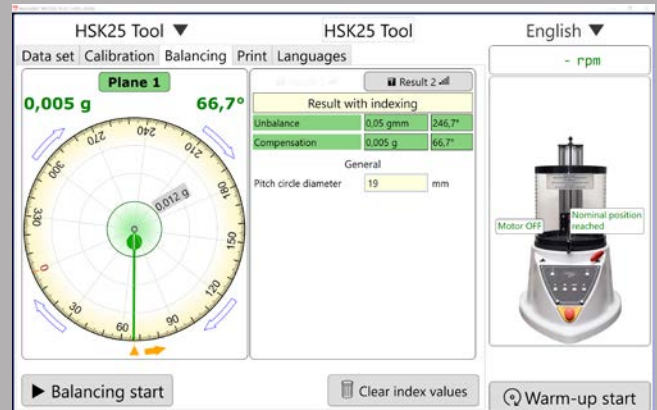 HSK25 Tool ▼
HSK25 Tool
English ▼
Data set Calibration Balancing Print Languages
- rpm
Plane 1
0,005 g
66,7°
Result 2
Result with indexing
Unbalance 0,05 gmm 246,7°
Compensation 0,005 g 66,7°
General
Pitch circle diameter 19 mm
270
240
210
300
180
0,012 g
330
150
0
120
30
60
90
Motor OFF
Nominal position
reached
Balancing start
Clear index values
Warm-up start